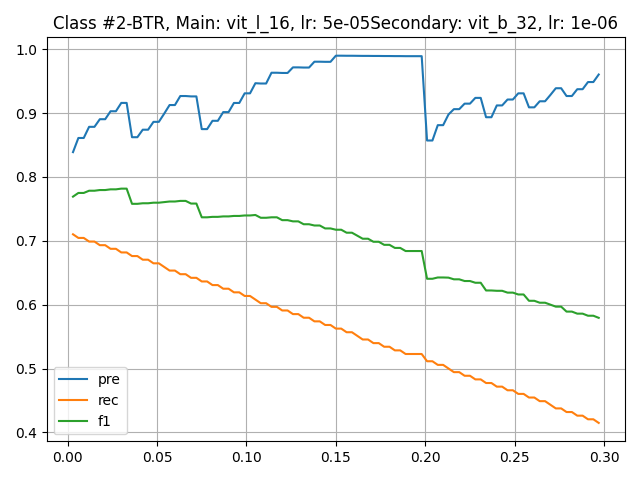 Class #2-BTR, Main: vit_l_16, lr: 5e-05Secondary: vit_b_32, lr: 1e-06
1.0
0.9
0.8
0.7
0.6
0.5
0.4
pre
rec
f1
0.00 0.05 0.10 0.15 0.20 0.25 0.30